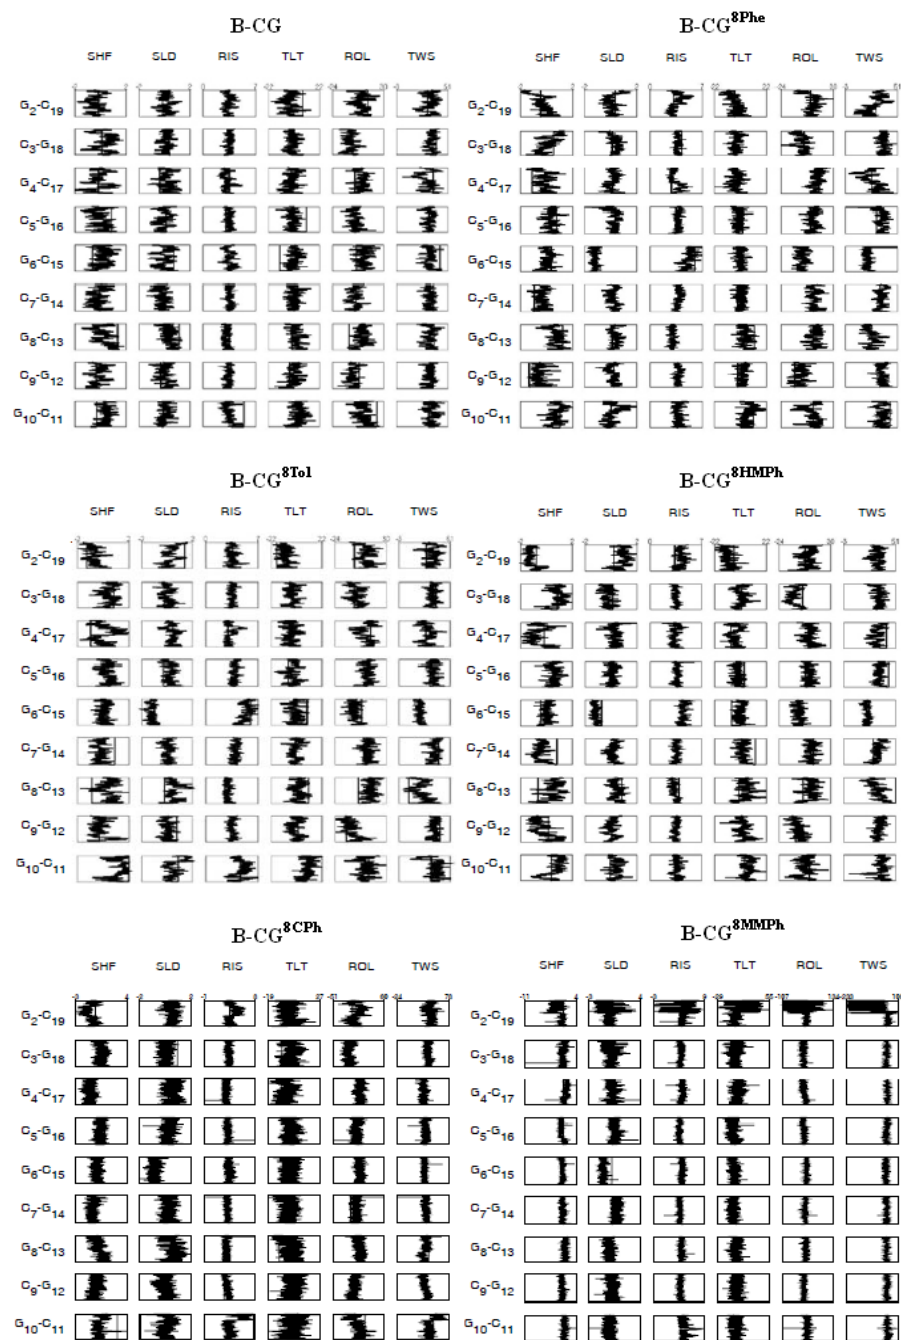 B-CG
SHF SLD RIS TLT ROL TWS
G2-C19
C3-G18
G4-C17
C5-G16
G6-C15
C7-G14
G8-C13
C9-G12
G10-C11
B-CG8Phe
SHF SLD RIS TLT ROL TWS
G2-C19
C3-G18
G4-C17
C5-G16
G6-C15
C7-G14
G8-C13
C9-G12
G10-C11
B-CG8Tol
SHF SLD RIS TLT ROL TWS
G2-C19
C3-G18
G4-C17
C5-G16
G6-C15
C7-G14
G8-C13
C9-G12
G10-C11
B-CG8HMPh
SHF SLD RIS TLT ROL TWS
G2-C19
C3-G18
G4-C17
C5-G16
G6-C15
C7-G14
G8-C13
C9-G12
G10-C11
B-CG8CPh
SHF SLD RIS TLT ROL TWS
G2-C19
C3-G18
G4-C17
C5-G16
G6-C15
C7-G14
G8-C13
C9-G12
G10-C11
B-CG8MMPh
SHF SLD RIS TLT ROL TWS
G2-C19
C3-G18
G4-C17
C5-G16
G6-C15
C7-G14
G8-C13
C9-G12
G10-C11